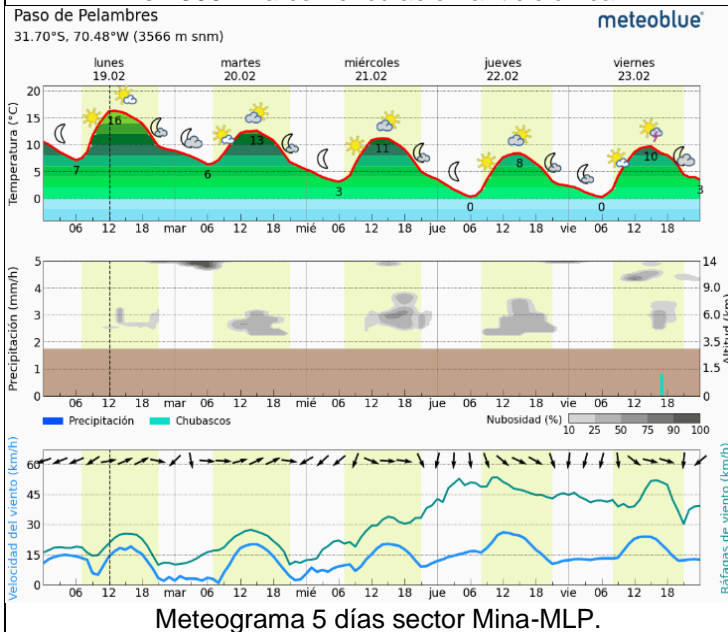 Paso de Pelambres
meteoblue
31.70°S, 70.48°W (3566 m snm)
lunes martes miércoles jueves viernes
19.02 20.02 21.02 22.02 23.02
Temperatura (°C)
20
15
10
5
0
7 16 6 13 3 11 0 8 0 10 3
06 12 18 mar 06 12 18 mié 06 12 18 jue 06 12 18 vie 06 12 18
Precipitación (mm/h)
5 14
4 9.0
3 6.0
2 3.5
1 1.5
0 0
Altitud (km)
06 12 18 mar 06 12 18 mié 06 12 18 jue 06 12 18 vie 06 12 18
Precipitación Chubascos Nubosidad (%) 10 25 50 75 90 100
Velocidad del viento (km/h)
60
45
30
15
0
Ráfagas de viento (km/h)
06 12 18 mar 06 12 18 mié 06 12 18 jue 06 12 18 vie 06 12 18
Meteograma 5 días sector Mina-MLP.